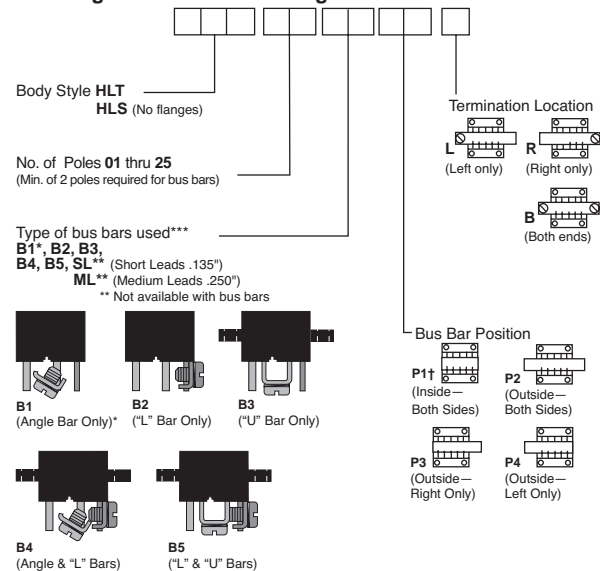 Body Style HLT
HLS (No flanges)
No. of Poles 01 thru 25
(Min. of 2 poles required for bus bars)
Type of bus bars used***
B1*, B2, B3,
B4, B5, SL** (Short Leads .135")
ML** (Medium Leads .250")
** Not available with bus bars
B1
(Angle Bar Only)*
B2
("L" Bar Only)
B3
("U" Bar Only)
B4
(Angle & "L" Bars)
B5
("L" & "U" Bars)
Termination Location
L
(Left only)
R
(Right only)
B
(Both ends)
Bus Bar Position
P1†
(Inside—
Both Sides)
P2
(Outside—
Both Sides)
P3
(Outside—
Right Only)
P4
(Outside—
Left Only)